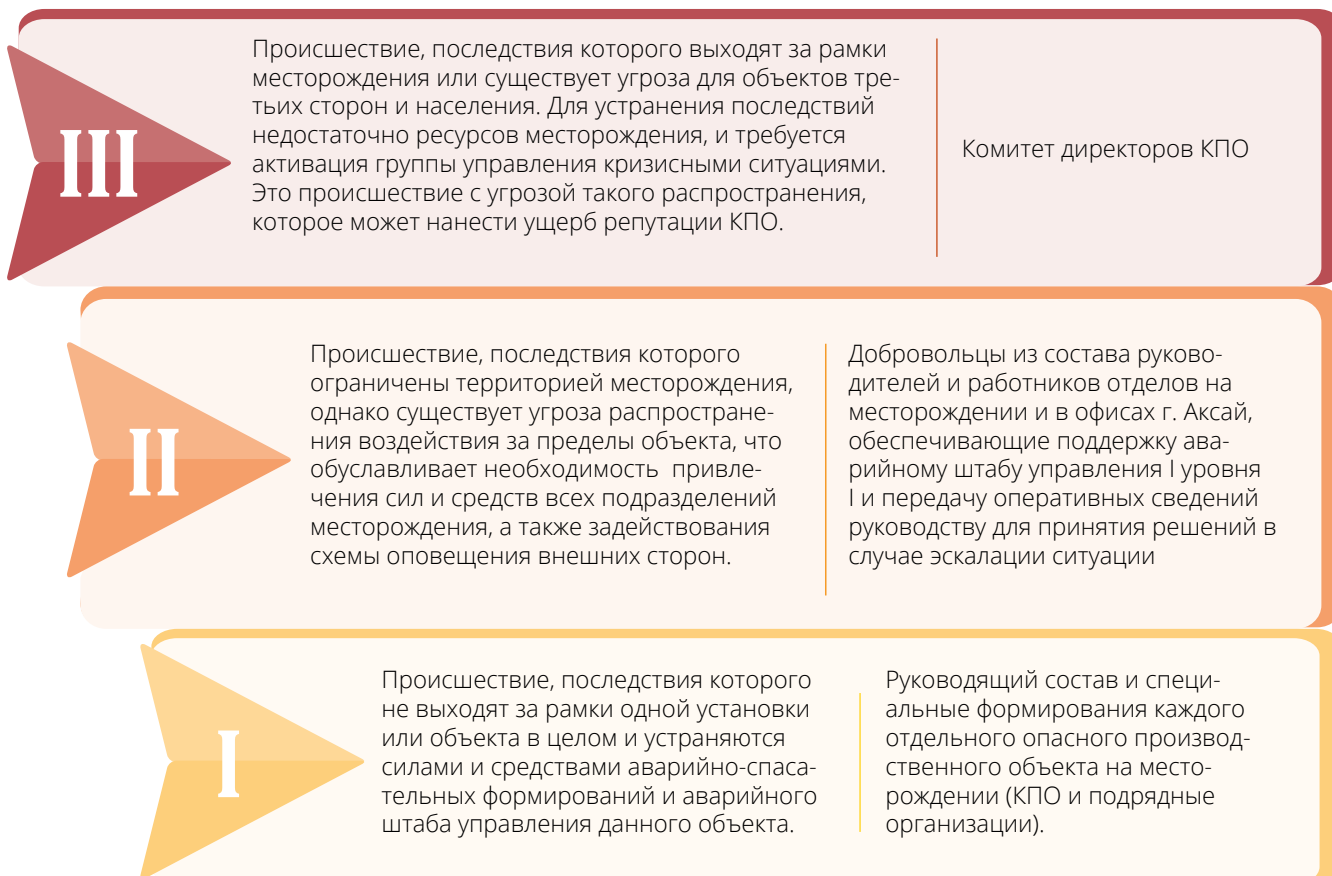 III
Происшествие, последствия которого выходят за рамки
месторождения или существует угроза для объектов тре-
тьих сторон и населения. Для устранения последствий
недостаточно ресурсов месторождения, и требуется
активация группы управления кризисными ситуациями.
Это происшествие с угрозой такого распространения,
которое может нанести ущерб репутации КПО.
Комитет директоров КПО
II
Происшествие, последствия которого
ограничены территорией месторождения,
однако существует угроза распростране-
ния воздействия за пределы объекта, что
обуславливает необходимость  привле-
чения сил и средств всех подразделений
месторождения, а также задействования
схемы оповещения внешних сторон.
Добровольцы из состава руково-
дителей и работников отделов на
месторождении и в офисах г. Аксай,
обеспечивающие поддержку ава-
рийному штабу управления I уровня
I и передачу оперативных сведений
руководству для принятия решений в
случае эскалации ситуации
I
Происшествие, последствия которого
не выходят за рамки одной установки
или объекта в целом и устраняются
силами и средствами аварийно-спаса-
тельных формирований и аварийного
штаба управления данного объекта.
Руководящий состав и специ-
альные формирования каждого
отдельного опасного производ-
ственного объекта на место-
рождении (КПО и подрядные
организации).